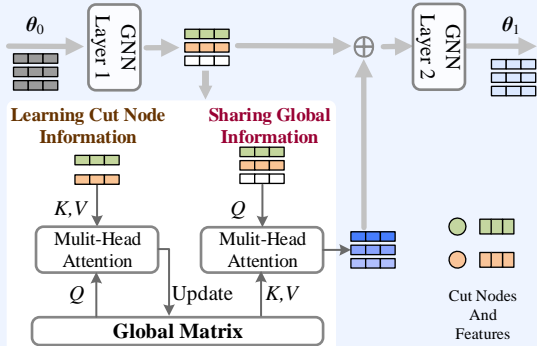 θ0
GNN
Layer 1
GNN
Layer 2
θ1
Learning Cut Node
Information
Sharing Global
Information
K,V
Q
Mulit-Head
Attention
Mulit-Head
Attention
Q
Update
K,V
Global Matrix
Cut Nodes
And
Features